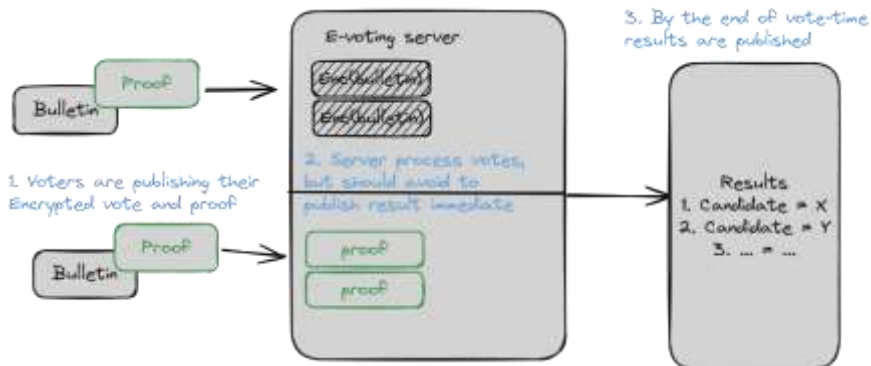 Proof
Bulletin
1. Voters are publishing their
Encrypted vote and proof
Proof
Bulletin
E-voting server
Enc(bulletin)
Enc(bulletin)
2. Server process votes,
but should avoid to
publish result immediate
proof
proof
3. By the end of vote-time
results are published
Results
1. Candidate = X
2. Candidate = Y
3. ... = ...